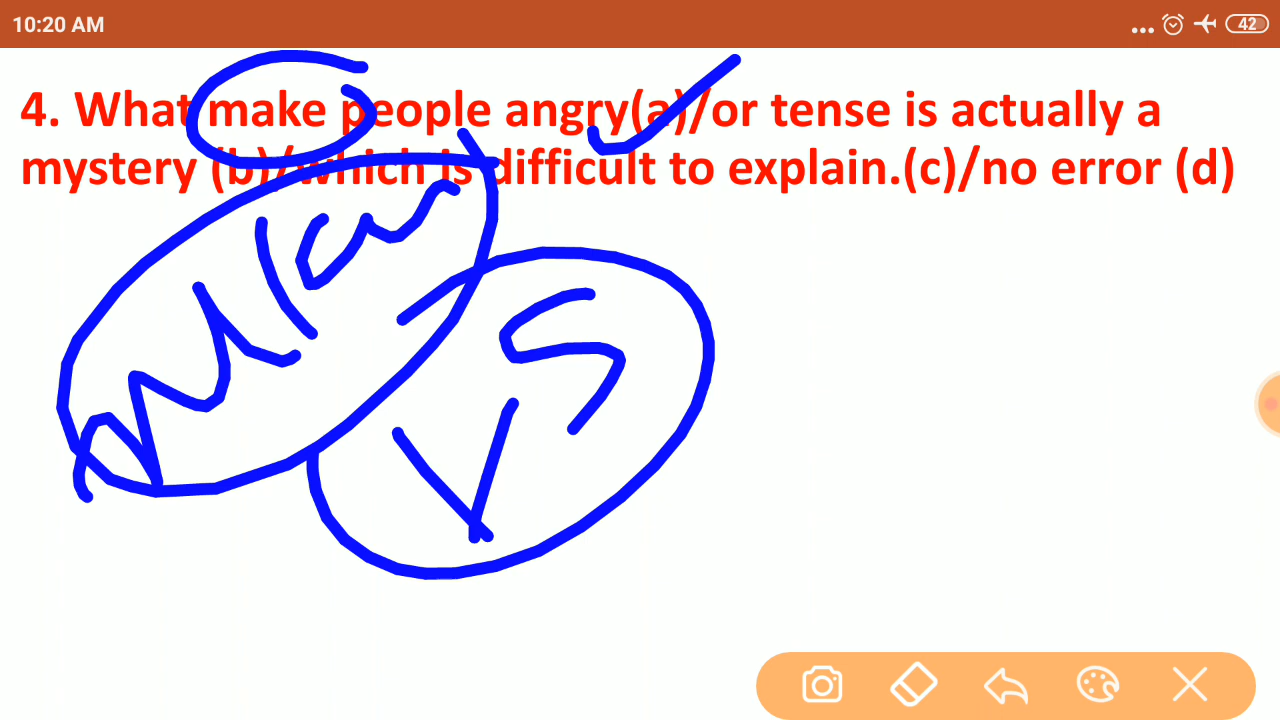 10:20 AM
42
4. What make people angry(a)/or tense is actually a
mystery (b)/which is difficult to explain.(c)/no error (d)
VS